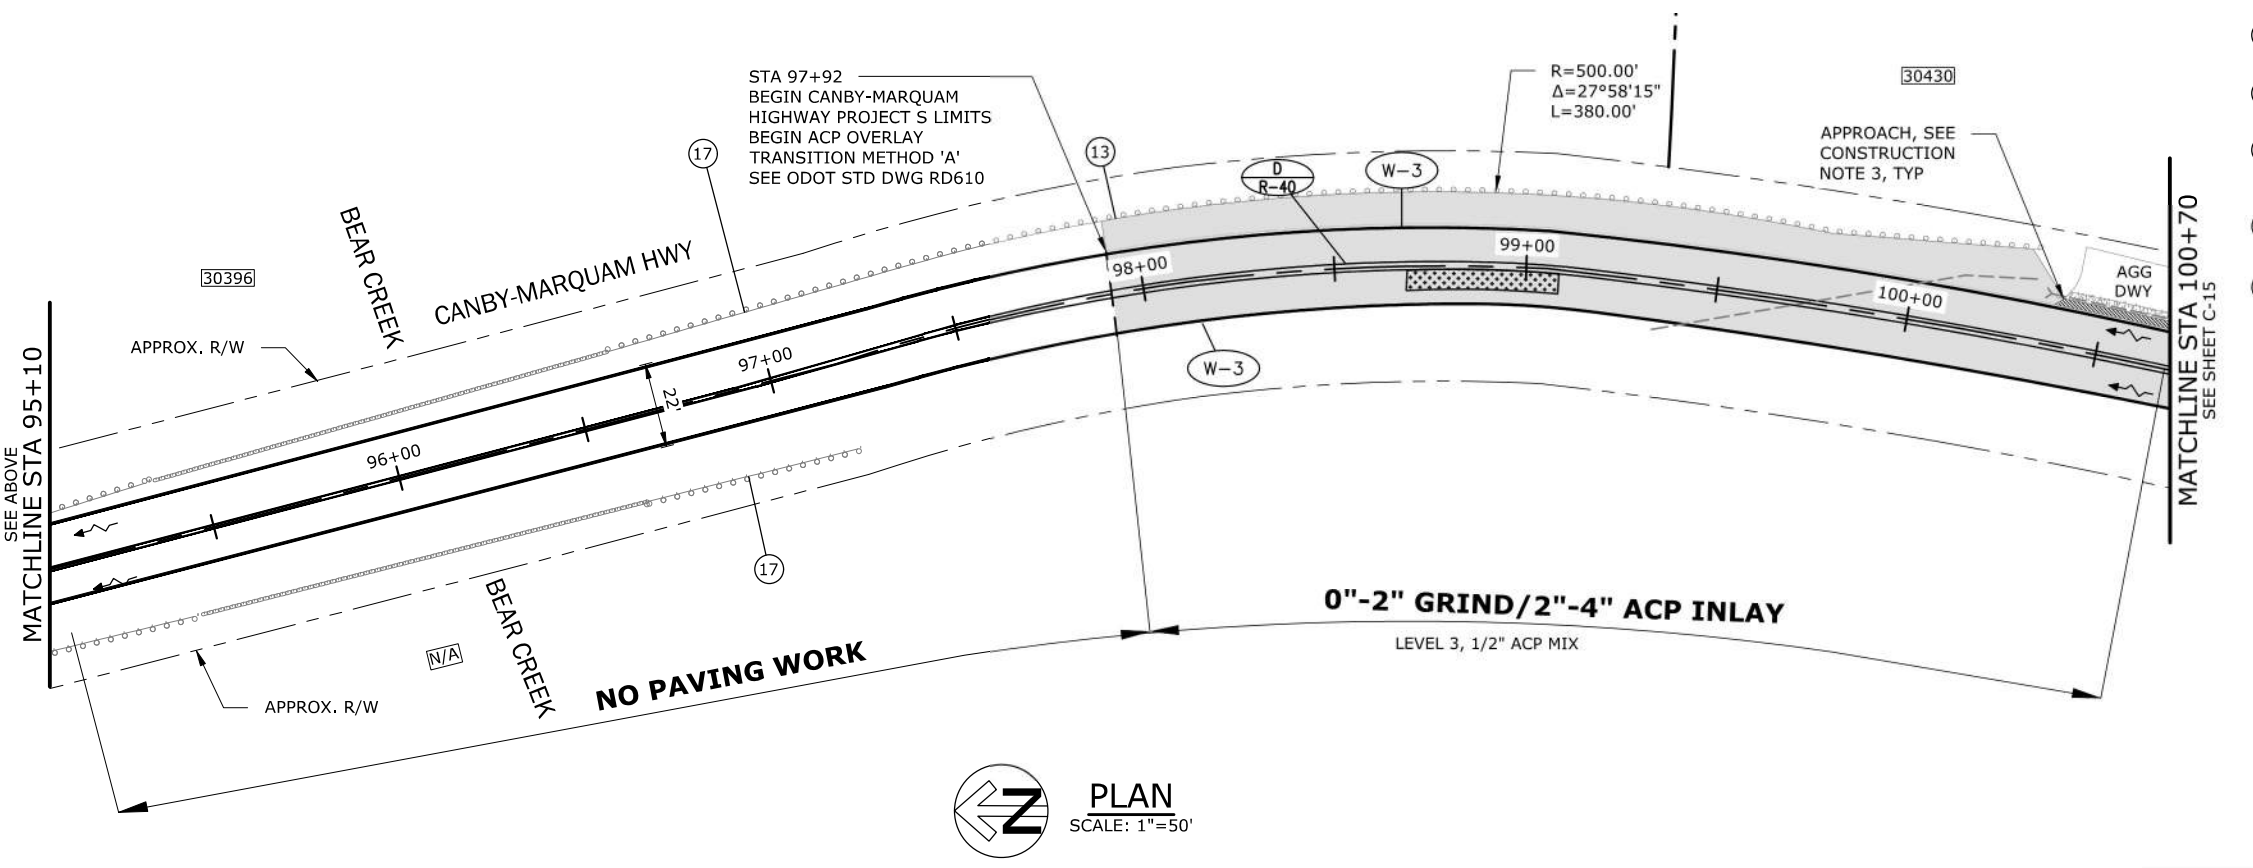 STA 97+92
BEGIN CANBY-MARQUAM
HIGHWAY PROJECT S LIMITS
BEGIN ACP OVERLAY
TRANSITION METHOD 'A'
SEE ODOT STD DWG RD610
R=500.00'
Δ=27°58'15"
L=380.00'
30430
APPROACH, SEE
CONSTRUCTION
NOTE 3, TYP
17
13
D
R-40
W-3
30396
BEAR CREEK
CANBY-MARQUAM HWY
APPROX. R/W
98+00
99+00
100+00
AGG
DWY
97+00
22'
96+00
W-3
SEE ABOVE
MATCHLINE STA 95+10
MATCHLINE STA 100+70
SEE SHEET C-15
17
BEAR CREEK
N/A
APPROX. R/W
NO PAVING WORK
0"-2" GRIND/2"-4" ACP INLAY
LEVEL 3, 1/2" ACP MIX
N
PLAN
SCALE: 1"=50'